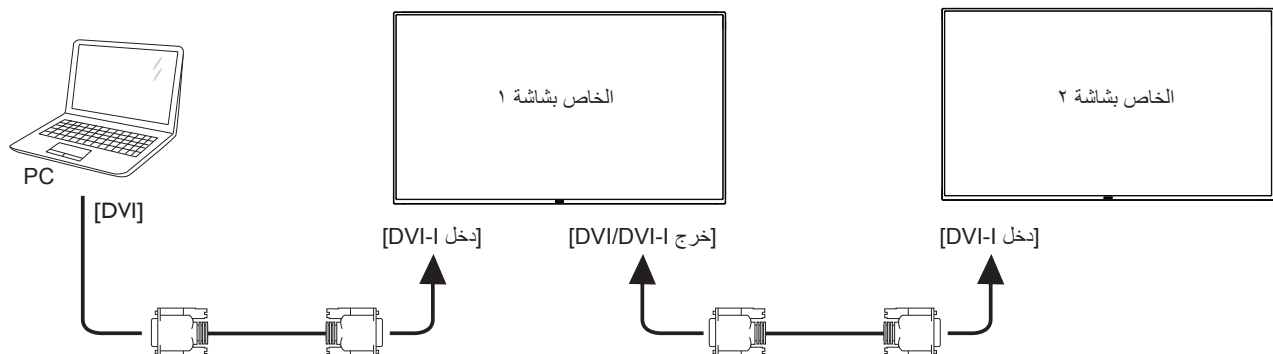 الخاص بشاشة ١
الخاص بشاشة ٢
PC
[DVI]
[دخل DVI-I]
[خرج DVI/DVI-I]
[دخل DVI-I]